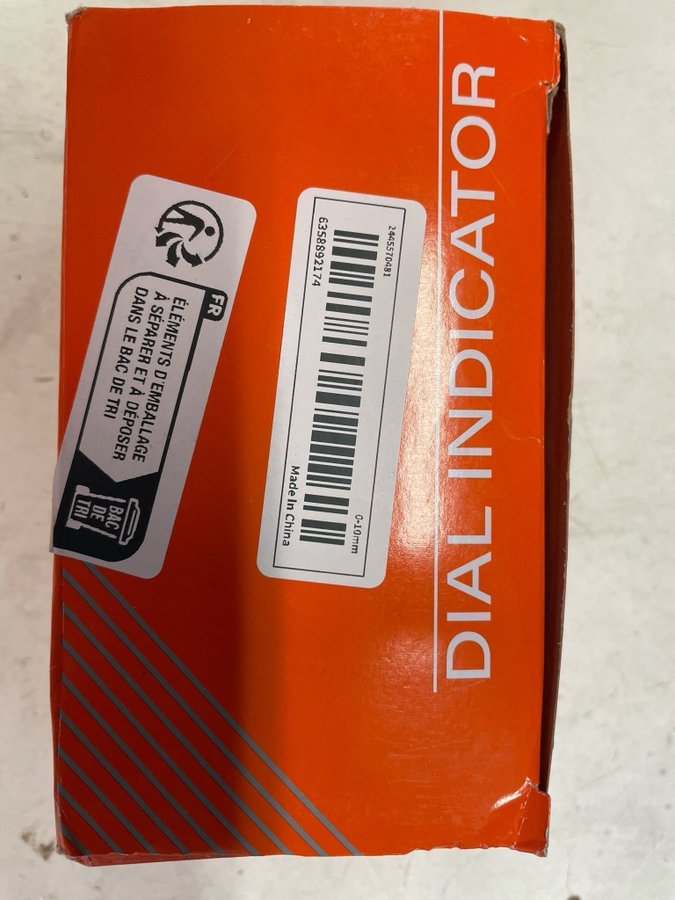 DIAL INDICATOR
2445570481
0-10mm
6358892174
Made In China
FR
ÉLÉMENTS D'EMBALLAGE
À SÉPARER ET À DÉPOSER
DANS LE BAC DE TRI
BAC
DE
TRI